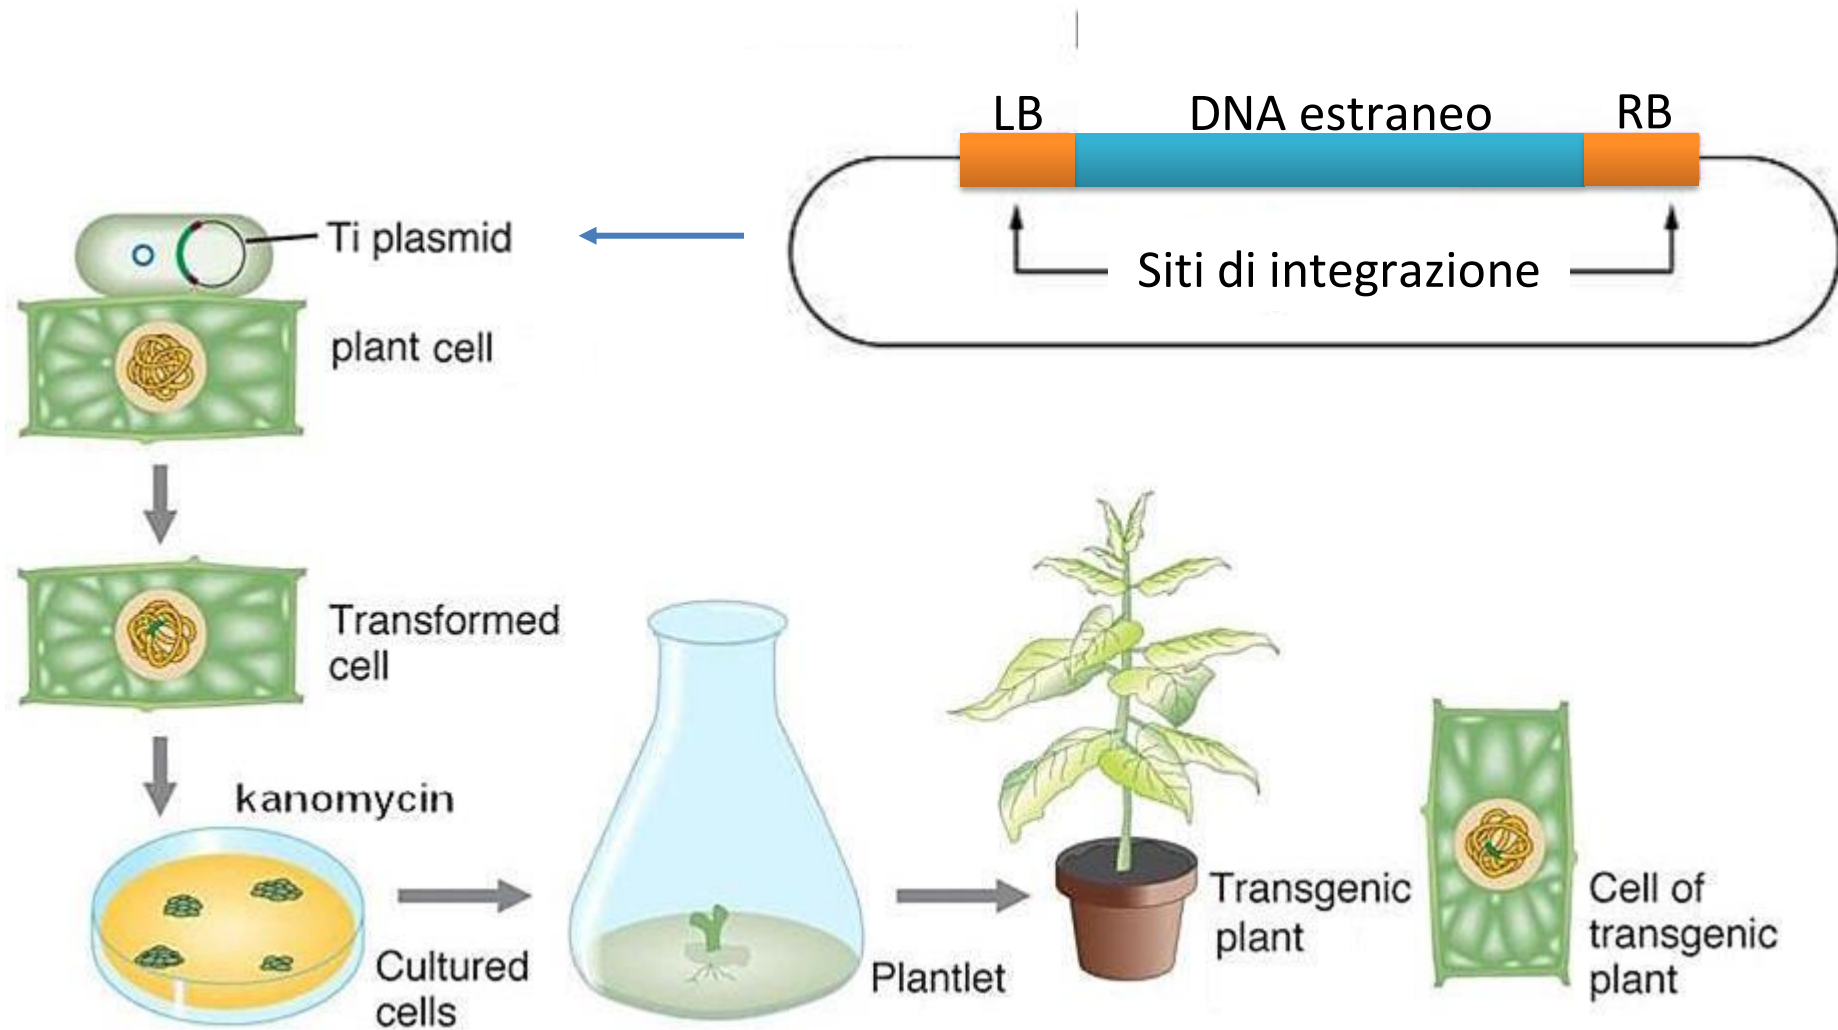 LB DNA estraneo RB
Siti di integrazione
Ti plasmid
plant cell
Transformed
cell
kanomycin
Cultured
cells
Plantlet
Transgenic
plant
Cell of
transgenic
plant